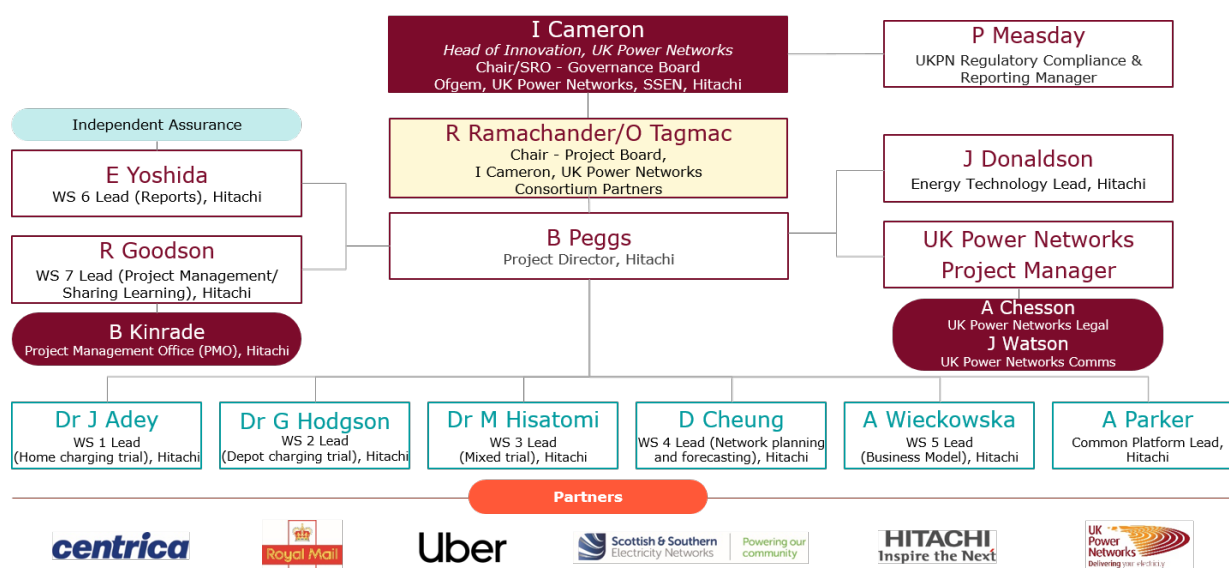 I Cameron
Head of Innovation, UK Power Networks
Chair/SRO - Governance Board
Ofgem, UK Power Networks, SSEN, Hitachi
P Measday
UKPN Regulatory Compliance &
Reporting Manager
Independent Assurance
R Ramachander/O Tagmac
Chair - Project Board,
I Cameron, UK Power Networks
Consortium Partners
E Yoshida
WS 6 Lead (Reports), Hitachi
J Donaldson
Energy Technology Lead, Hitachi
R Goodson
WS 7 Lead (Project Management/
Sharing Learning), Hitachi
B Peggs
Project Director, Hitachi
UK Power Networks
Project Manager
B Kinrade
Project Management Office (PMO), Hitachi
A Chesson
UK Power Networks Legal
J Watson
UK Power Networks Comms
Dr J Adey
WS 1 Lead
(Home charging trial), Hitachi
Dr G Hodgson
WS 2 Lead
(Depot charging trial), Hitachi
Dr M Hisatomi
WS 3 Lead
(Mixed trial), Hitachi
D Cheung
WS 4 Lead (Network planning
and forecasting), Hitachi
A Wieckowska
WS 5 Lead
(Business Model), Hitachi
A Parker
Common Platform Lead,
Hitachi
Partners
centrica
Royal Mail
Uber
Scottish & Southern
Electricity Networks
Powering our
community
HITACHI
Inspire the Next
UK
Power
Networks
Delivering your electricity